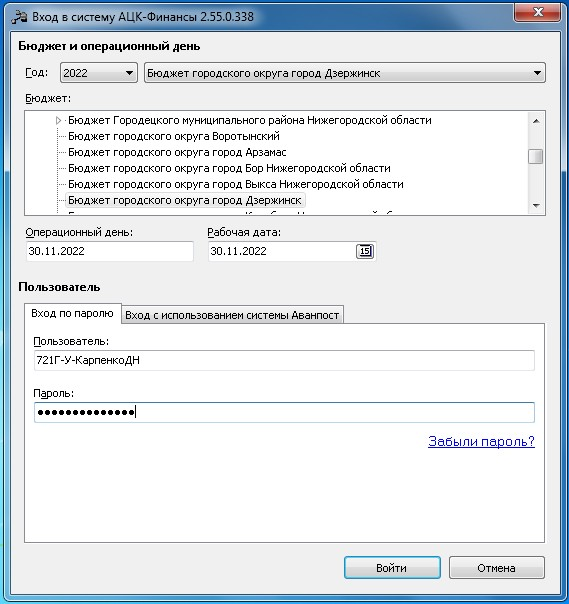 Вход в систему АЦК-Финансы 2.55.0.338
Бюджет и операционный день
Год: 2022 Бюджет городского округа город Дзержинск
Бюджет:
Бюджет Городецкого муниципального района Нижегородской области
Бюджет городского округа Воротынский
Бюджет городского округа город Арзамас
Бюджет городского округа город Бор Нижегородской области
Бюджет городского округа город Выкса Нижегородской области
Бюджет городского округа город Дзержинск
Операционный день: Рабочая дата:
30.11.2022 30.11.2022 15
Пользователь
Вход по паролю Вход с использованием системы Аванпост
Пользователь:
721Г-У-КарпенкоДН
Пароль:
●●●●●●●●●●●●●●
Забыли пароль?
Войти Отмена